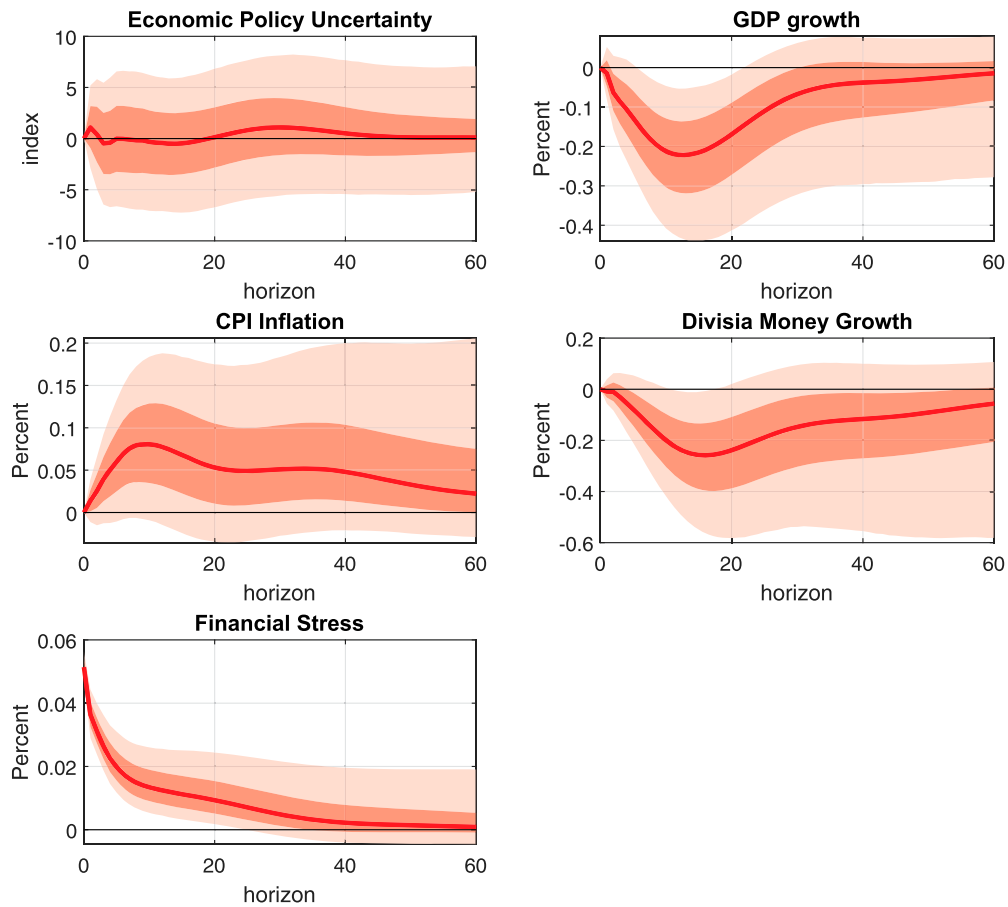 Economic Policy Uncertainty
10
5
0
-5
-10
index
0 20 40 60
horizon
GDP growth
0
-0.1
-0.2
-0.3
-0.4
Percent
0 20 40 60
horizon
CPI Inflation
0.2
0.15
0.1
0.05
0
Percent
0 20 40 60
horizon
Divisia Money Growth
0.2
0
-0.2
-0.4
-0.6
Percent
0 20 40 60
horizon
Financial Stress
0.06
0.04
0.02
0
Percent
0 20 40 60
horizon